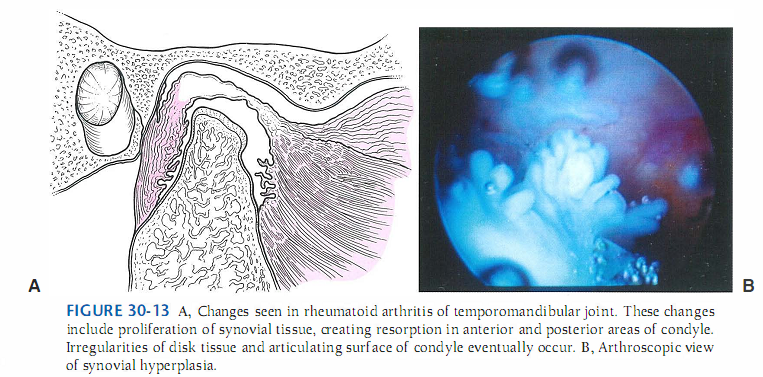 A
B
FIGURE 30-13 A, Changes seen in rheumatoid arthritis of temporomandibular joint. These changes
include proliferation of synovial tissue, creating resorption in anterior and posterior areas of condyle.
Irregularities of disk tissue and articulating surface of condyle eventually occur. B, Arthroscopic view
of synovial hyperplasia.